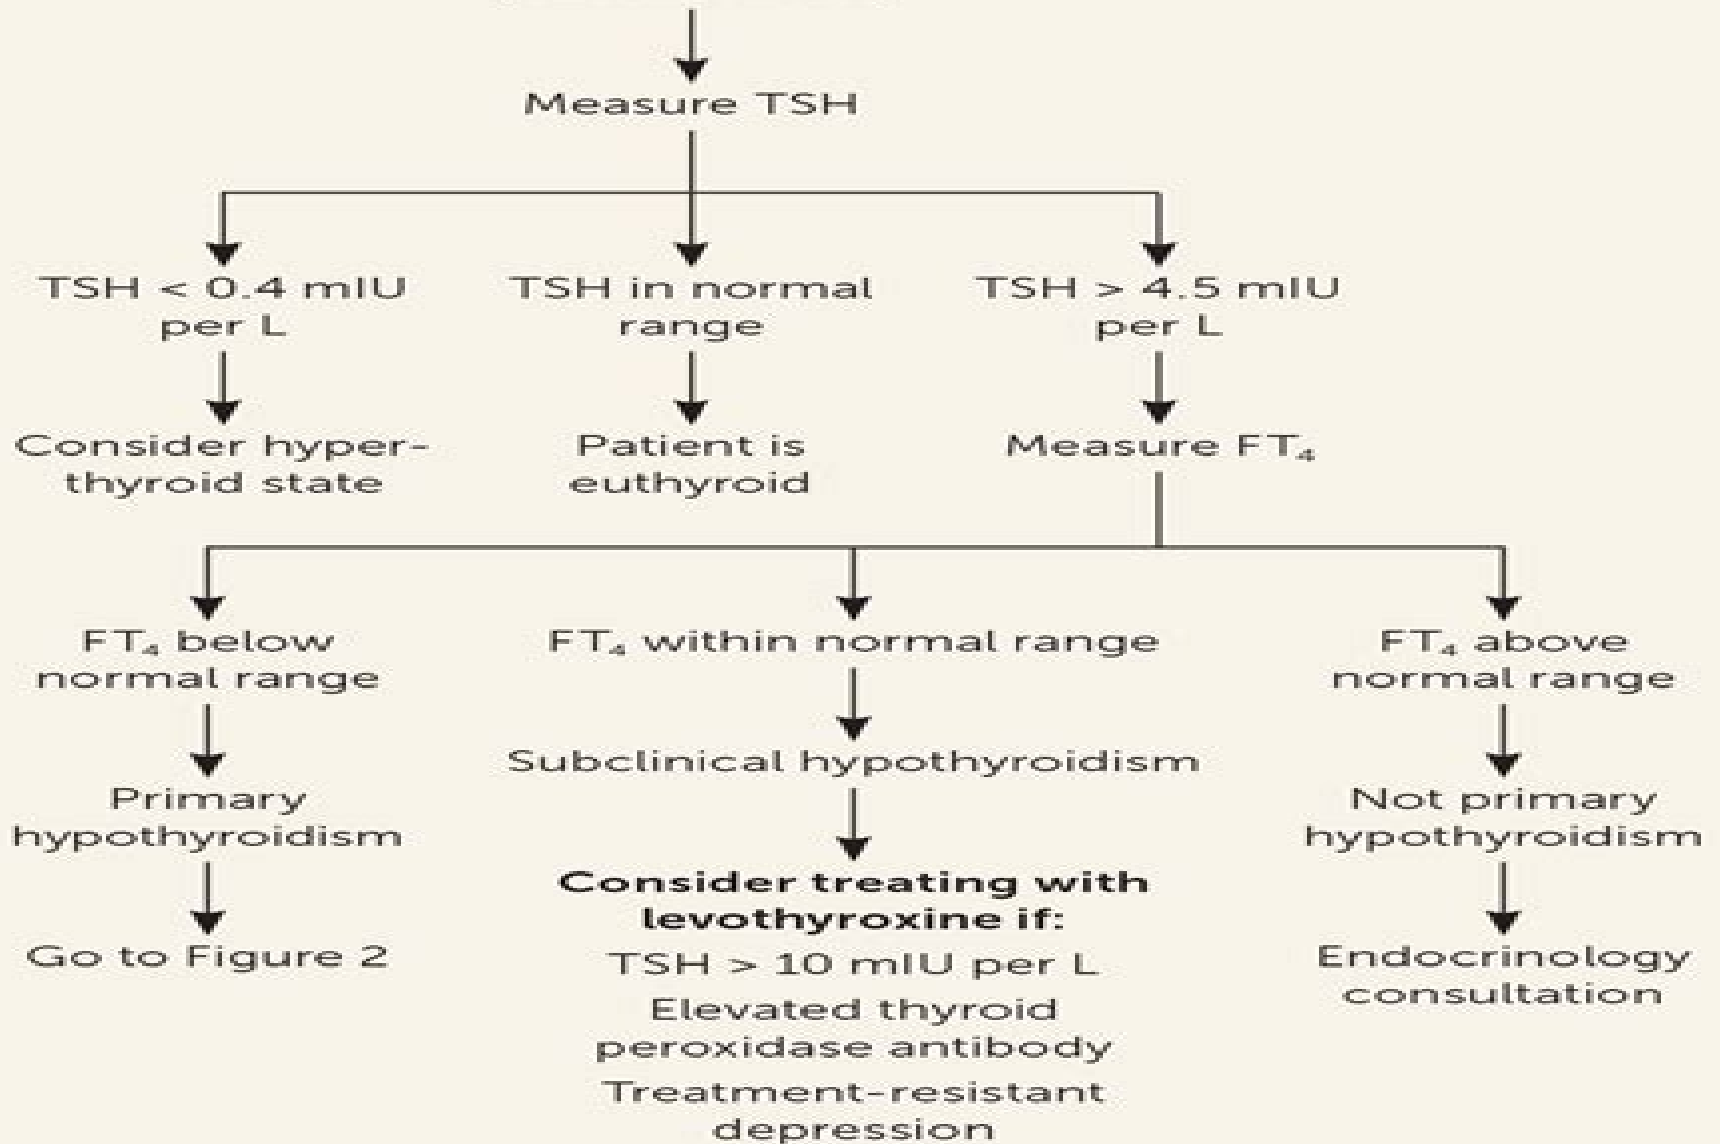 Measure TSH
TSH < 0.4 mIU
per L
TSH in normal
range
TSH > 4.5 mIU
per L
Consider hyper-
thyroid state
Patient is
euthyroid
Measure FT₄
FT₄ below
normal range
FT₄ within normal range
FT₄ above
normal range
Subclinical hypothyroidism
Primary
hypothyroidism
Not primary
hypothyroidism
Consider treating with
levothyroxine if:
TSH > 10 mIU per L
Elevated thyroid
peroxidase antibody
Treatment-resistant
depression
Go to Figure 2
Endocrinology
consultation